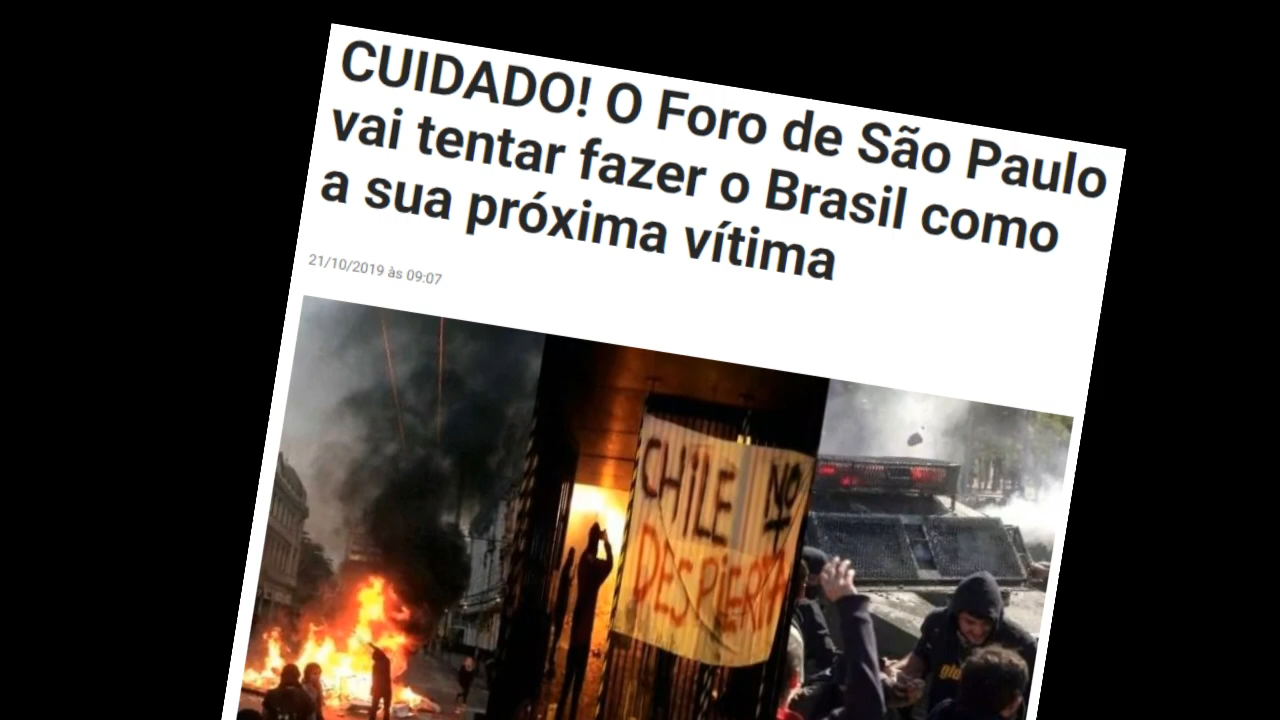 CUIDADO! O Foro de São Paulo
vai tentar fazer o Brasil como
a sua próxima vítima
21/10/2019 às 09:07
CHILE NO
DESPIERTA